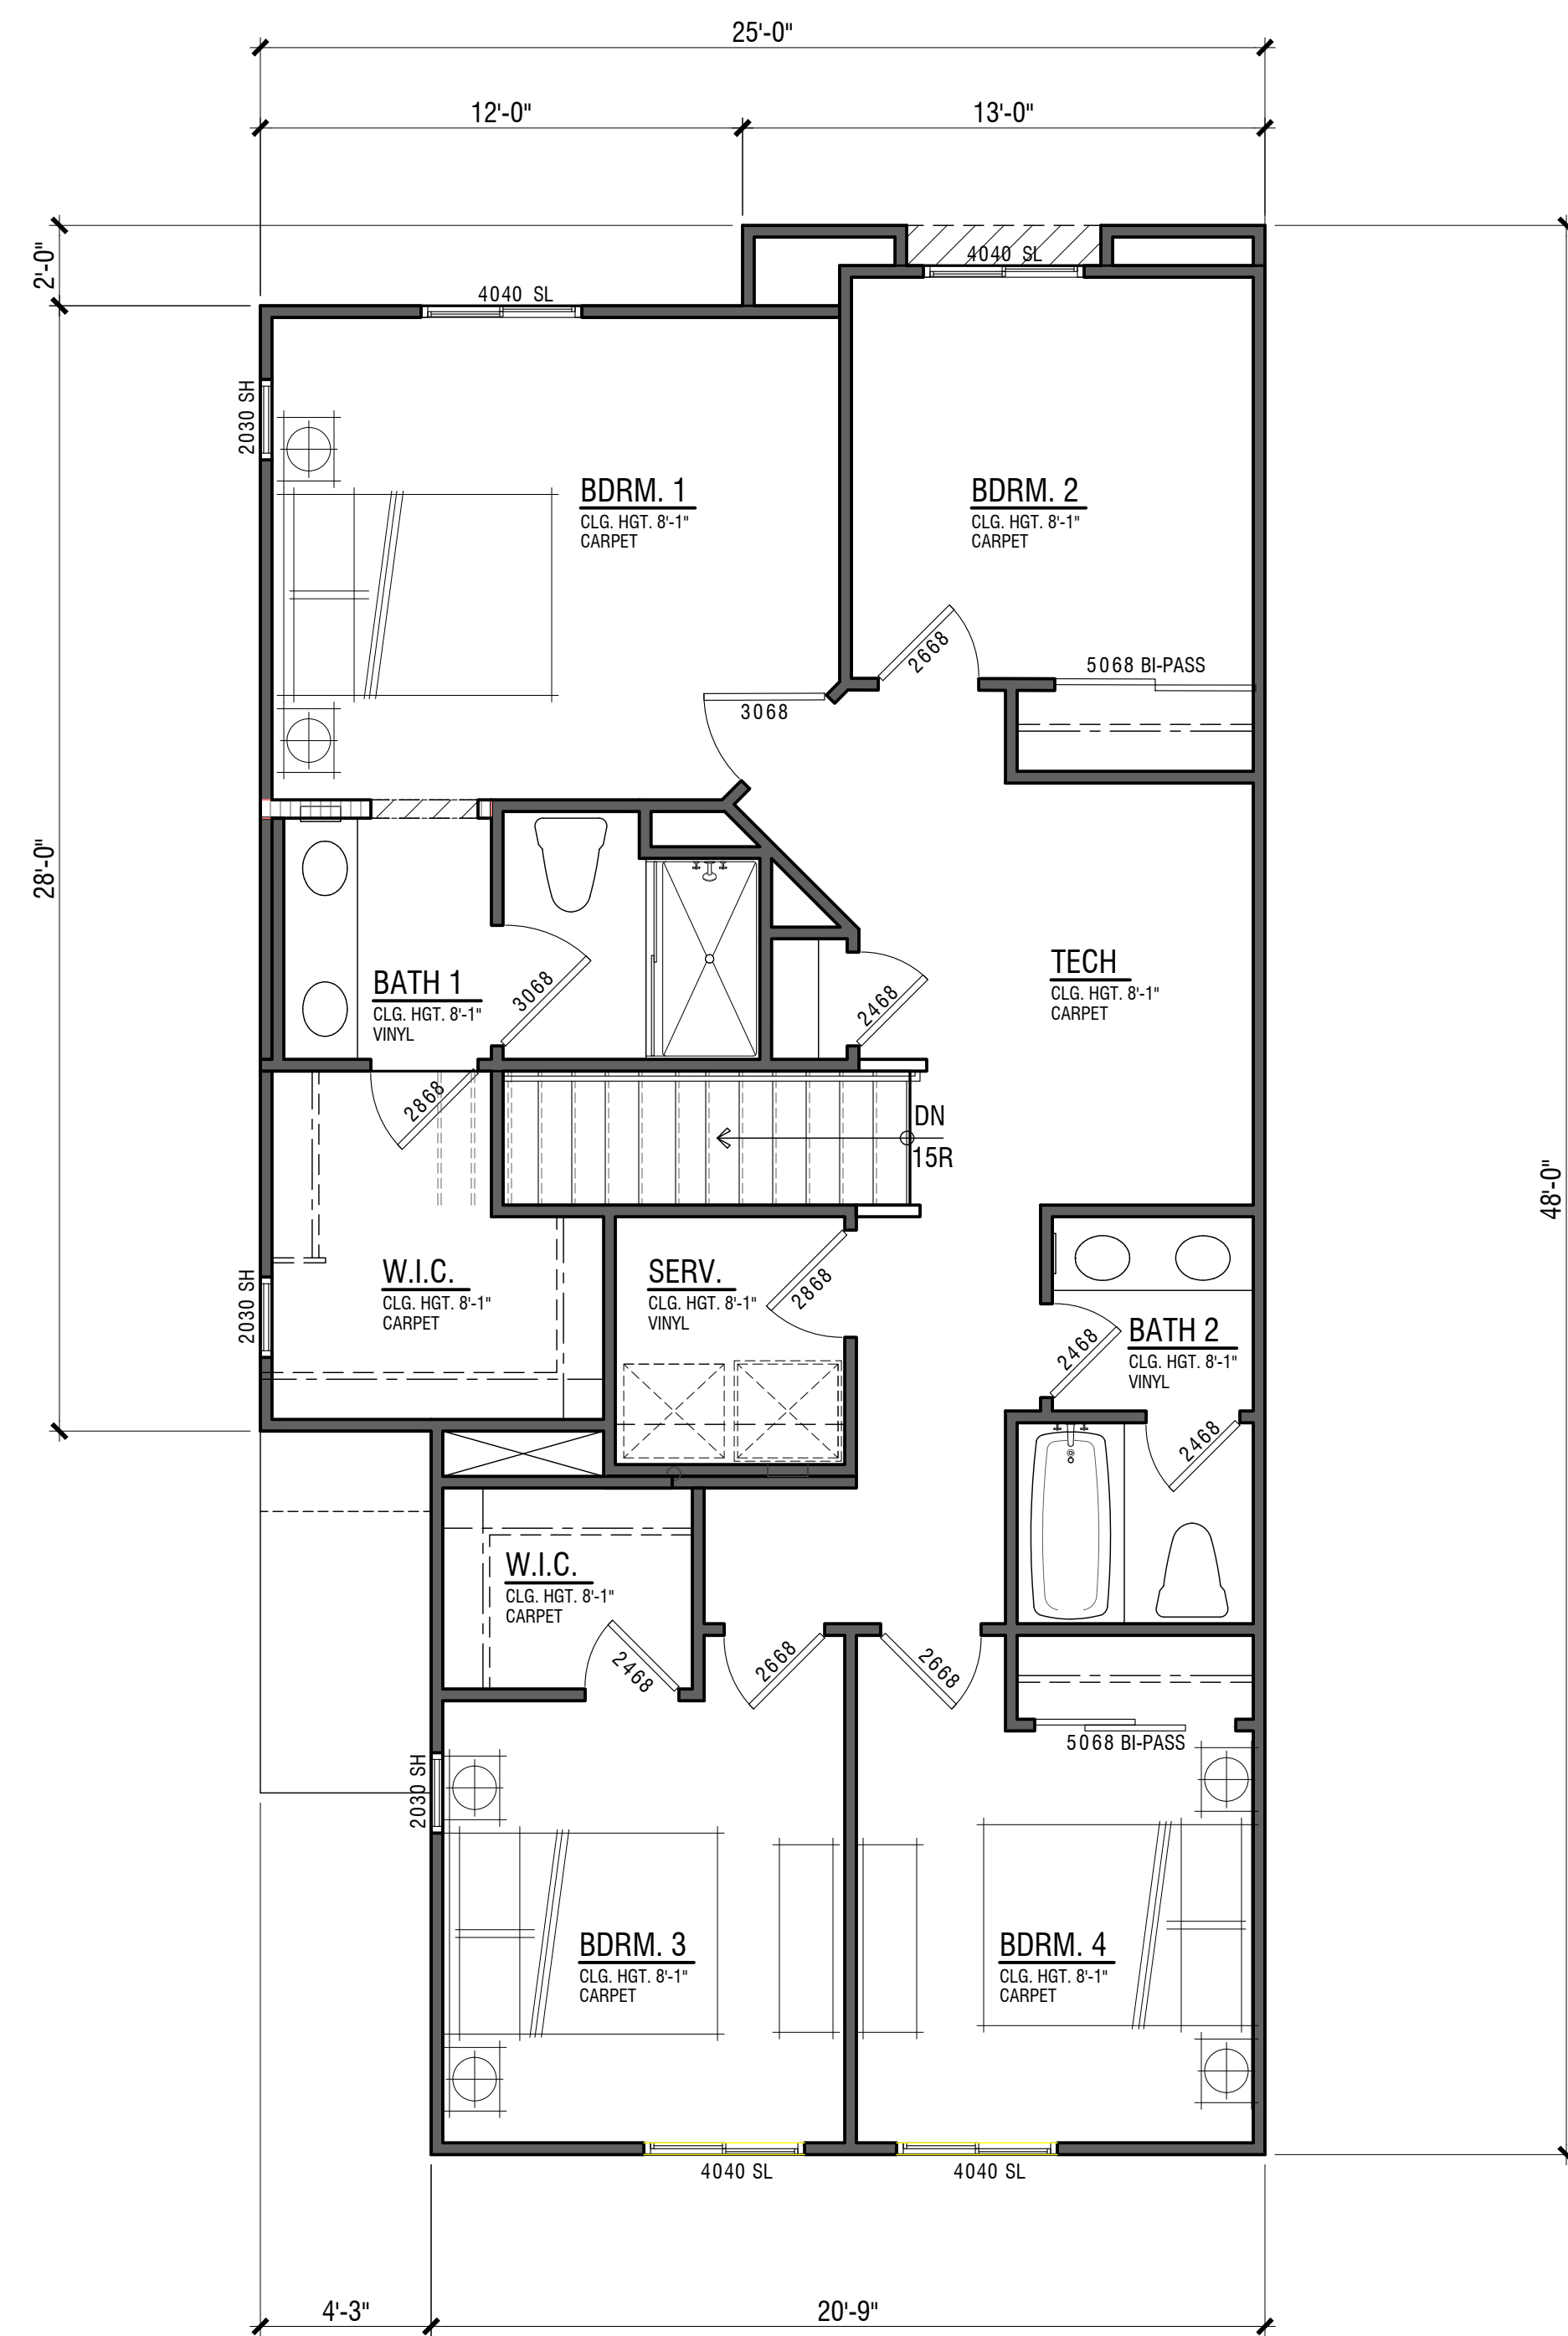 25'-0"
12'-0"
13'-0"
2'-0"
4040 SL
4040 SL
2030 SH
BDRM. 1
CLG. HGT. 8'-1"
CARPET
BDRM. 2
CLG. HGT. 8'-1"
CARPET
2668
5068 BI-PASS
3068
28'-0"
BATH 1
CLG. HGT. 8'-1"
VINYL
3068
2468
TECH
CLG. HGT. 8'-1"
CARPET
2868
DN
15R
48'-0"
2030 SH
W.I.C.
CLG. HGT. 8'-1"
CARPET
SERV.
CLG. HGT. 8'-1"
VINYL
2868
2468
BATH 2
CLG. HGT. 8'-1"
VINYL
2468
W.I.C.
CLG. HGT. 8'-1"
CARPET
2468
2668
2668
5068 BI-PASS
2030 SH
BDRM. 3
CLG. HGT. 8'-1"
CARPET
BDRM. 4
CLG. HGT. 8'-1"
CARPET
4040 SL
4040 SL
4'-3"
20'-9"